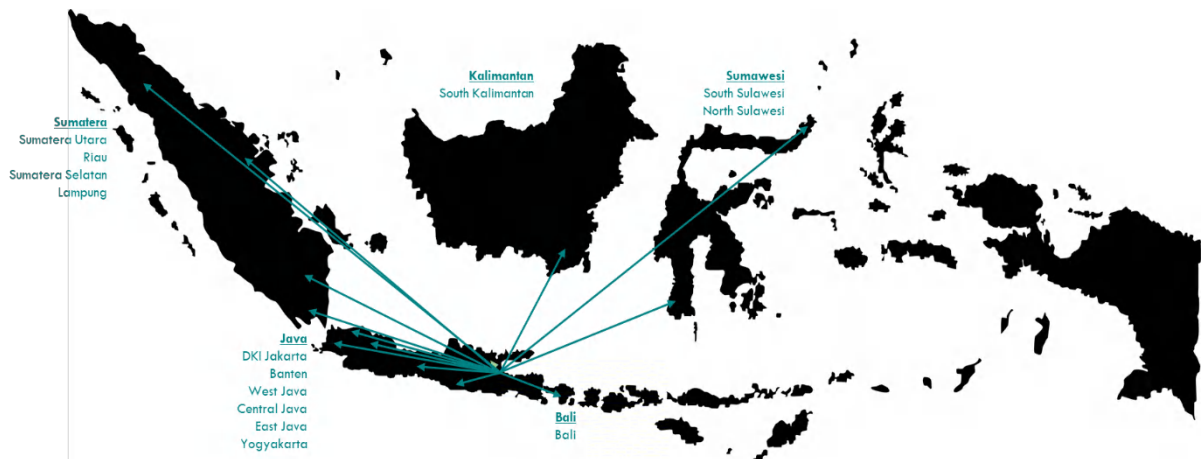 Kalimantan
South Kalimantan
Sumawesi
South Sulawesi
North Sulawesi
Sumatera
Sumatera Utara
Riau
Sumatera Selatan
Lampung
Java
DKI Jakarta
Banten
West Java
Central Java
East Java
Yogyakarta
Bali
Bali